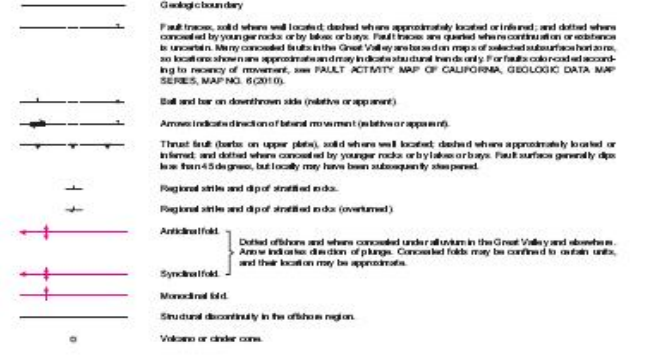 Geologic boundary
Fault traces, solid where well located; dashed where approximately located or inferred; and dotted where
concealed by younger rocks or by lakes or bays. Fault traces are queried where continuation or existence
is uncertain. Many concealed faults in the Great Valley are based on maps of selected subsurface horizons,
so locations shown are approximate and may indicate structural trends only. For faults color-coded accord-
ing to recency of movement, see FAULT ACTIVITY MAP OF CALIFORNIA, GEOLOGIC DATA MAP
SERIES, MAP NO. 6 (2010).
Ball and bar on downthrown side (relative or apparent).
Arrows indicate direction of lateral movement (relative or apparent).
Thrust fault (barbs on upper plate), solid where well located; dashed where approximately located or
inferred; and dotted where concealed by younger rocks or by lakes or bays. Fault surface generally dips
less than 45 degrees, but locally may have been subsequently steepened.
Regional strike and dip of stratified rocks.
Regional strike and dip of stratified rocks (overturned).
Anticlinal fold.
Dotted offshore and where concealed under alluvium in the Great Valley and elsewhere.
Arrow indicates direction of plunge. Concealed folds may be confined to certain units,
and their location may be approximate.
Synclinal fold.
Monoclinal fold.
Structural discontinuity in the offshore region.
Volcano or cinder cone.